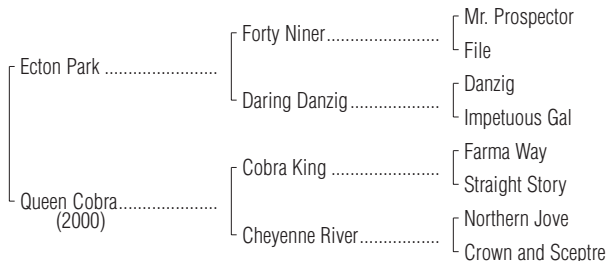 Mr. Prospector
Forty Niner
File
Ecton Park
Danzig
Daring Danzig
Impetuous Gal
Farma Way
Cobra King
Straight Story
Queen Cobra
(2000)
Northern Jove
Cheyenne River
Crown and Sceptre